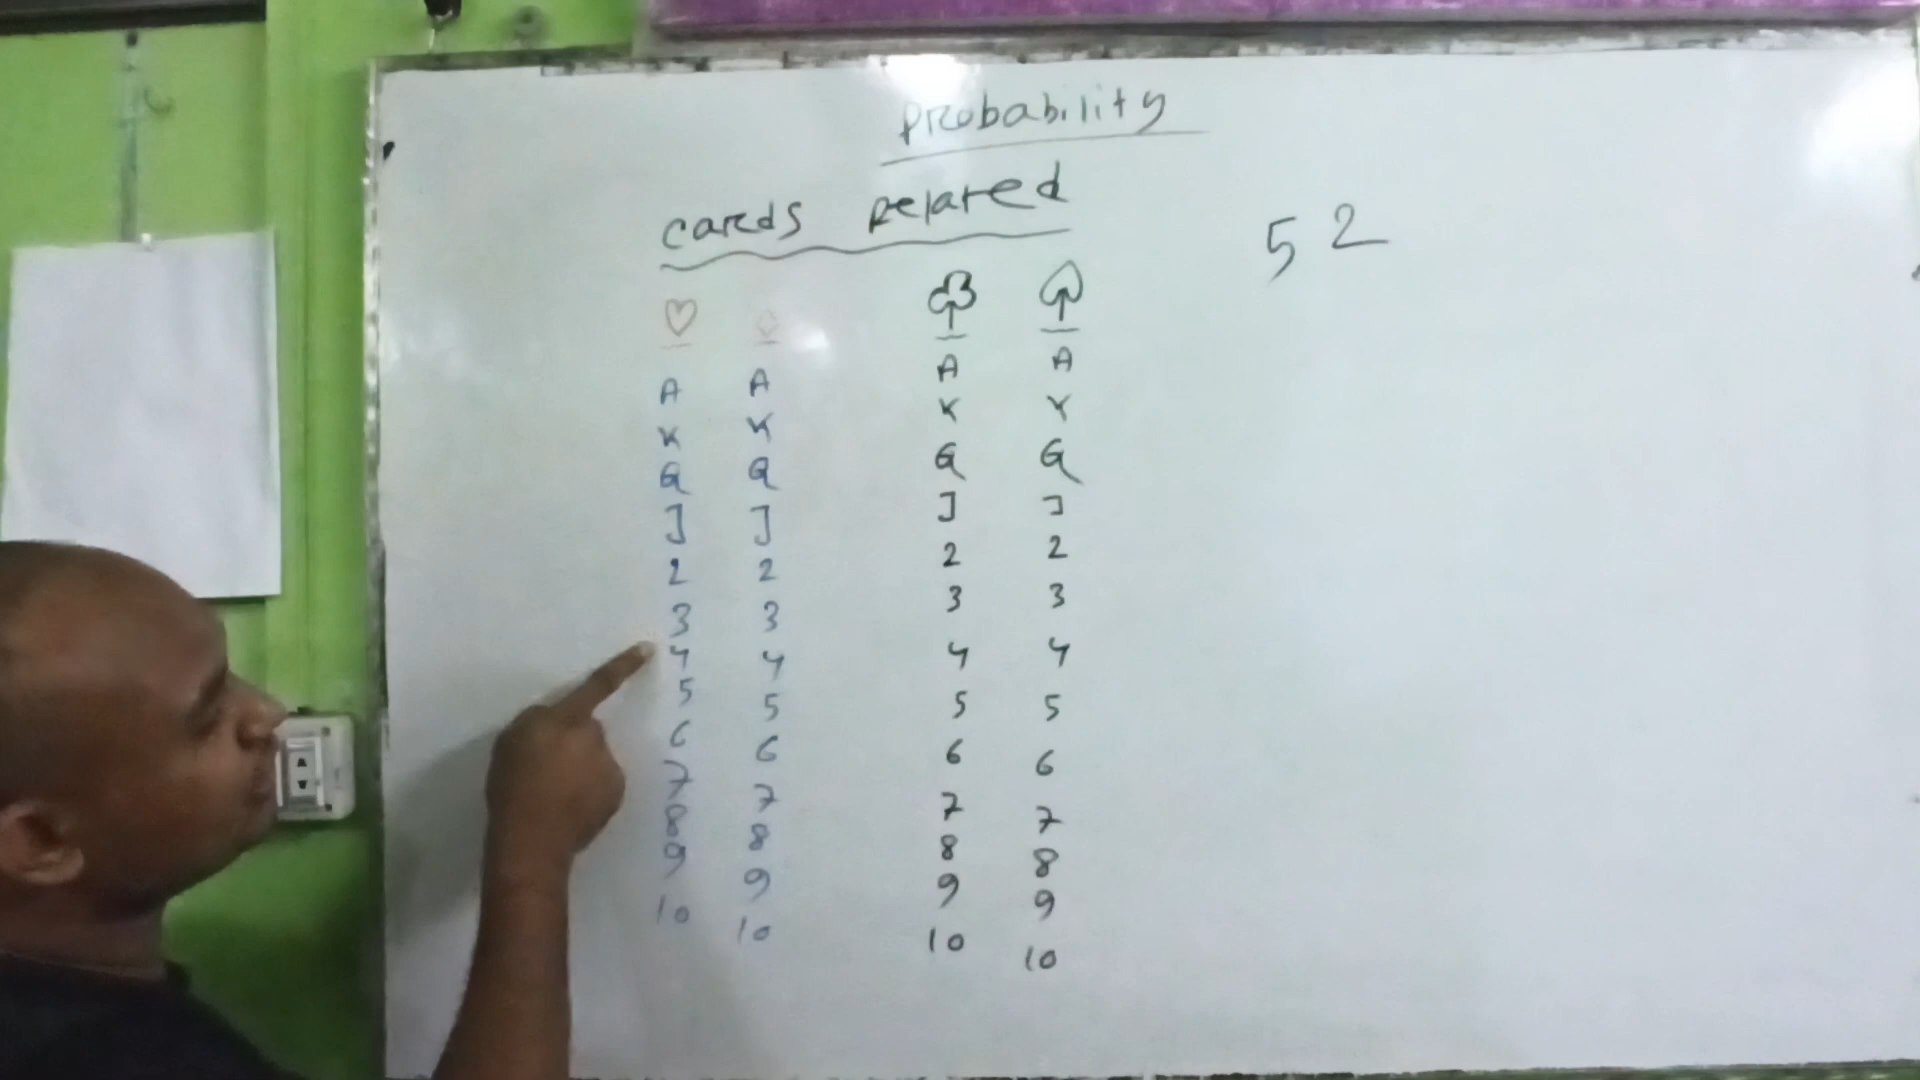 Probability
Cards Related
52
♡ ♢ ♧ ♤
A A A A
K K K K
Q Q Q Q
J J J J
2 2 2 2
3 3 3 3
4 4 4 4
5 5 5 5
6 6 6 6
7 7 7 7
8 8 8 8
9 9 9 9
10 10 10 10